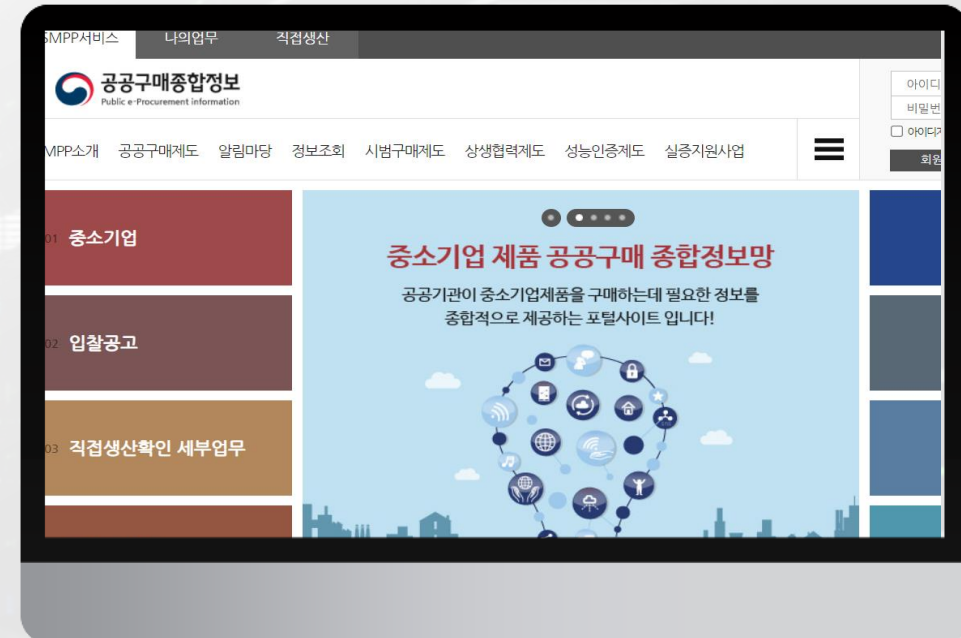 SMPP서비스 나의업무 직접생산
공공구매종합정보
Public e-Procurement information
아이디
비밀번
아이디저
회원
MPP소개 공공구매제도 알림마당 정보조회 시범구매제도 상생협력제도 성능인증제도 실증지원사업
01 중소기업
02 입찰공고
03 직접생산확인 세부업무
중소기업 제품 공공구매 종합정보망
공공기관이 중소기업제품을 구매하는데 필요한 정보를
종합적으로 제공하는 포털사이트 입니다!